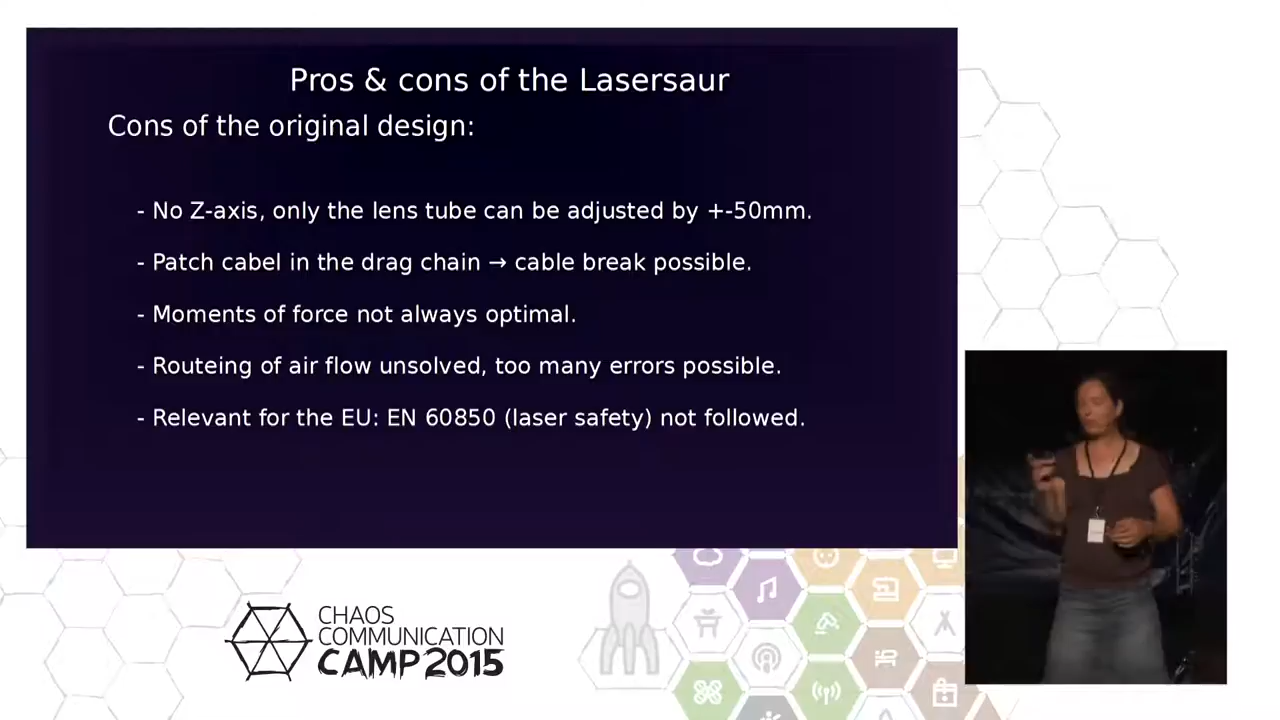 Pros & cons of the Lasersaur
Cons of the original design:
- No Z-axis, only the lens tube can be adjusted by +-50mm.
- Patch cabel in the drag chain → cable break possible.
- Moments of force not always optimal.
- Routeing of air flow unsolved, too many errors possible.
- Relevant for the EU: EN 60850 (laser safety) not followed.
CHAOS
COMMUNICATION
CAMP 2015